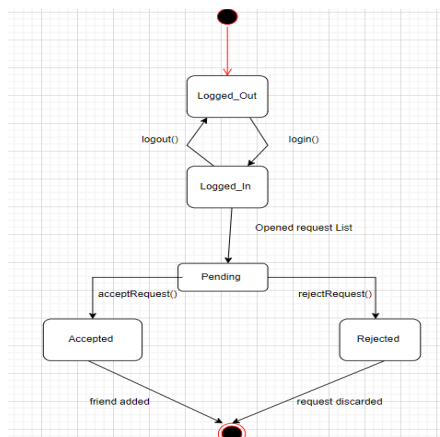 Logged_Out
logout()
login()
Logged_In
Opened request List
Pending
acceptRequest()
rejectRequest()
Accepted
Rejected
friend added
request discarded